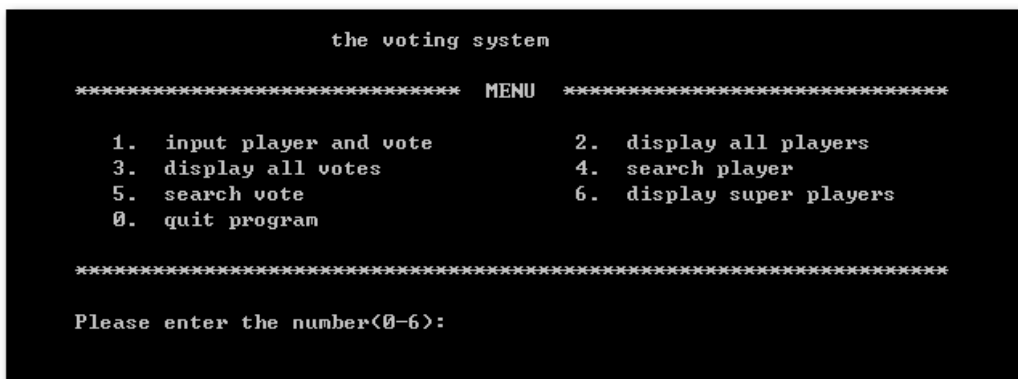 the voting system
****************************** MENU ******************************
1. input player and vote 2. display all players
3. display all votes 4. search player
5. search vote 6. display super players
0. quit program
********************************************************************
Please enter the number(0-6):